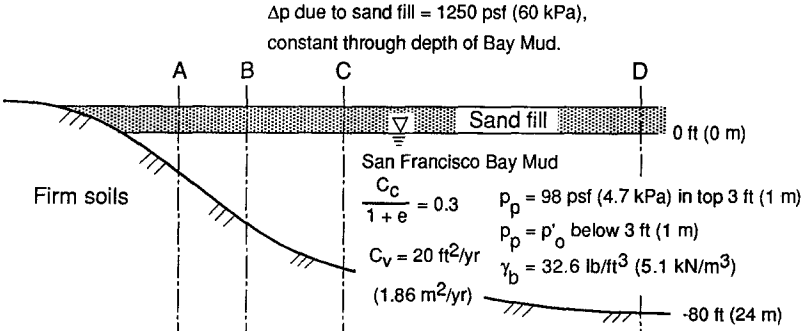 Δp due to sand fill = 1250 psf (60 kPa),
constant through depth of Bay Mud.
A B C D
Sand fill
0 ft (0 m)
San Francisco Bay Mud
Firm soils
C_c / (1 + e) = 0.3
p_p = 98 psf (4.7 kPa) in top 3 ft (1 m)
p_p = p'_o below 3 ft (1 m)
C_v = 20 ft²/yr
γ_b = 32.6 lb/ft³ (5.1 kN/m³)
(1.86 m²/yr)
-80 ft (24 m)